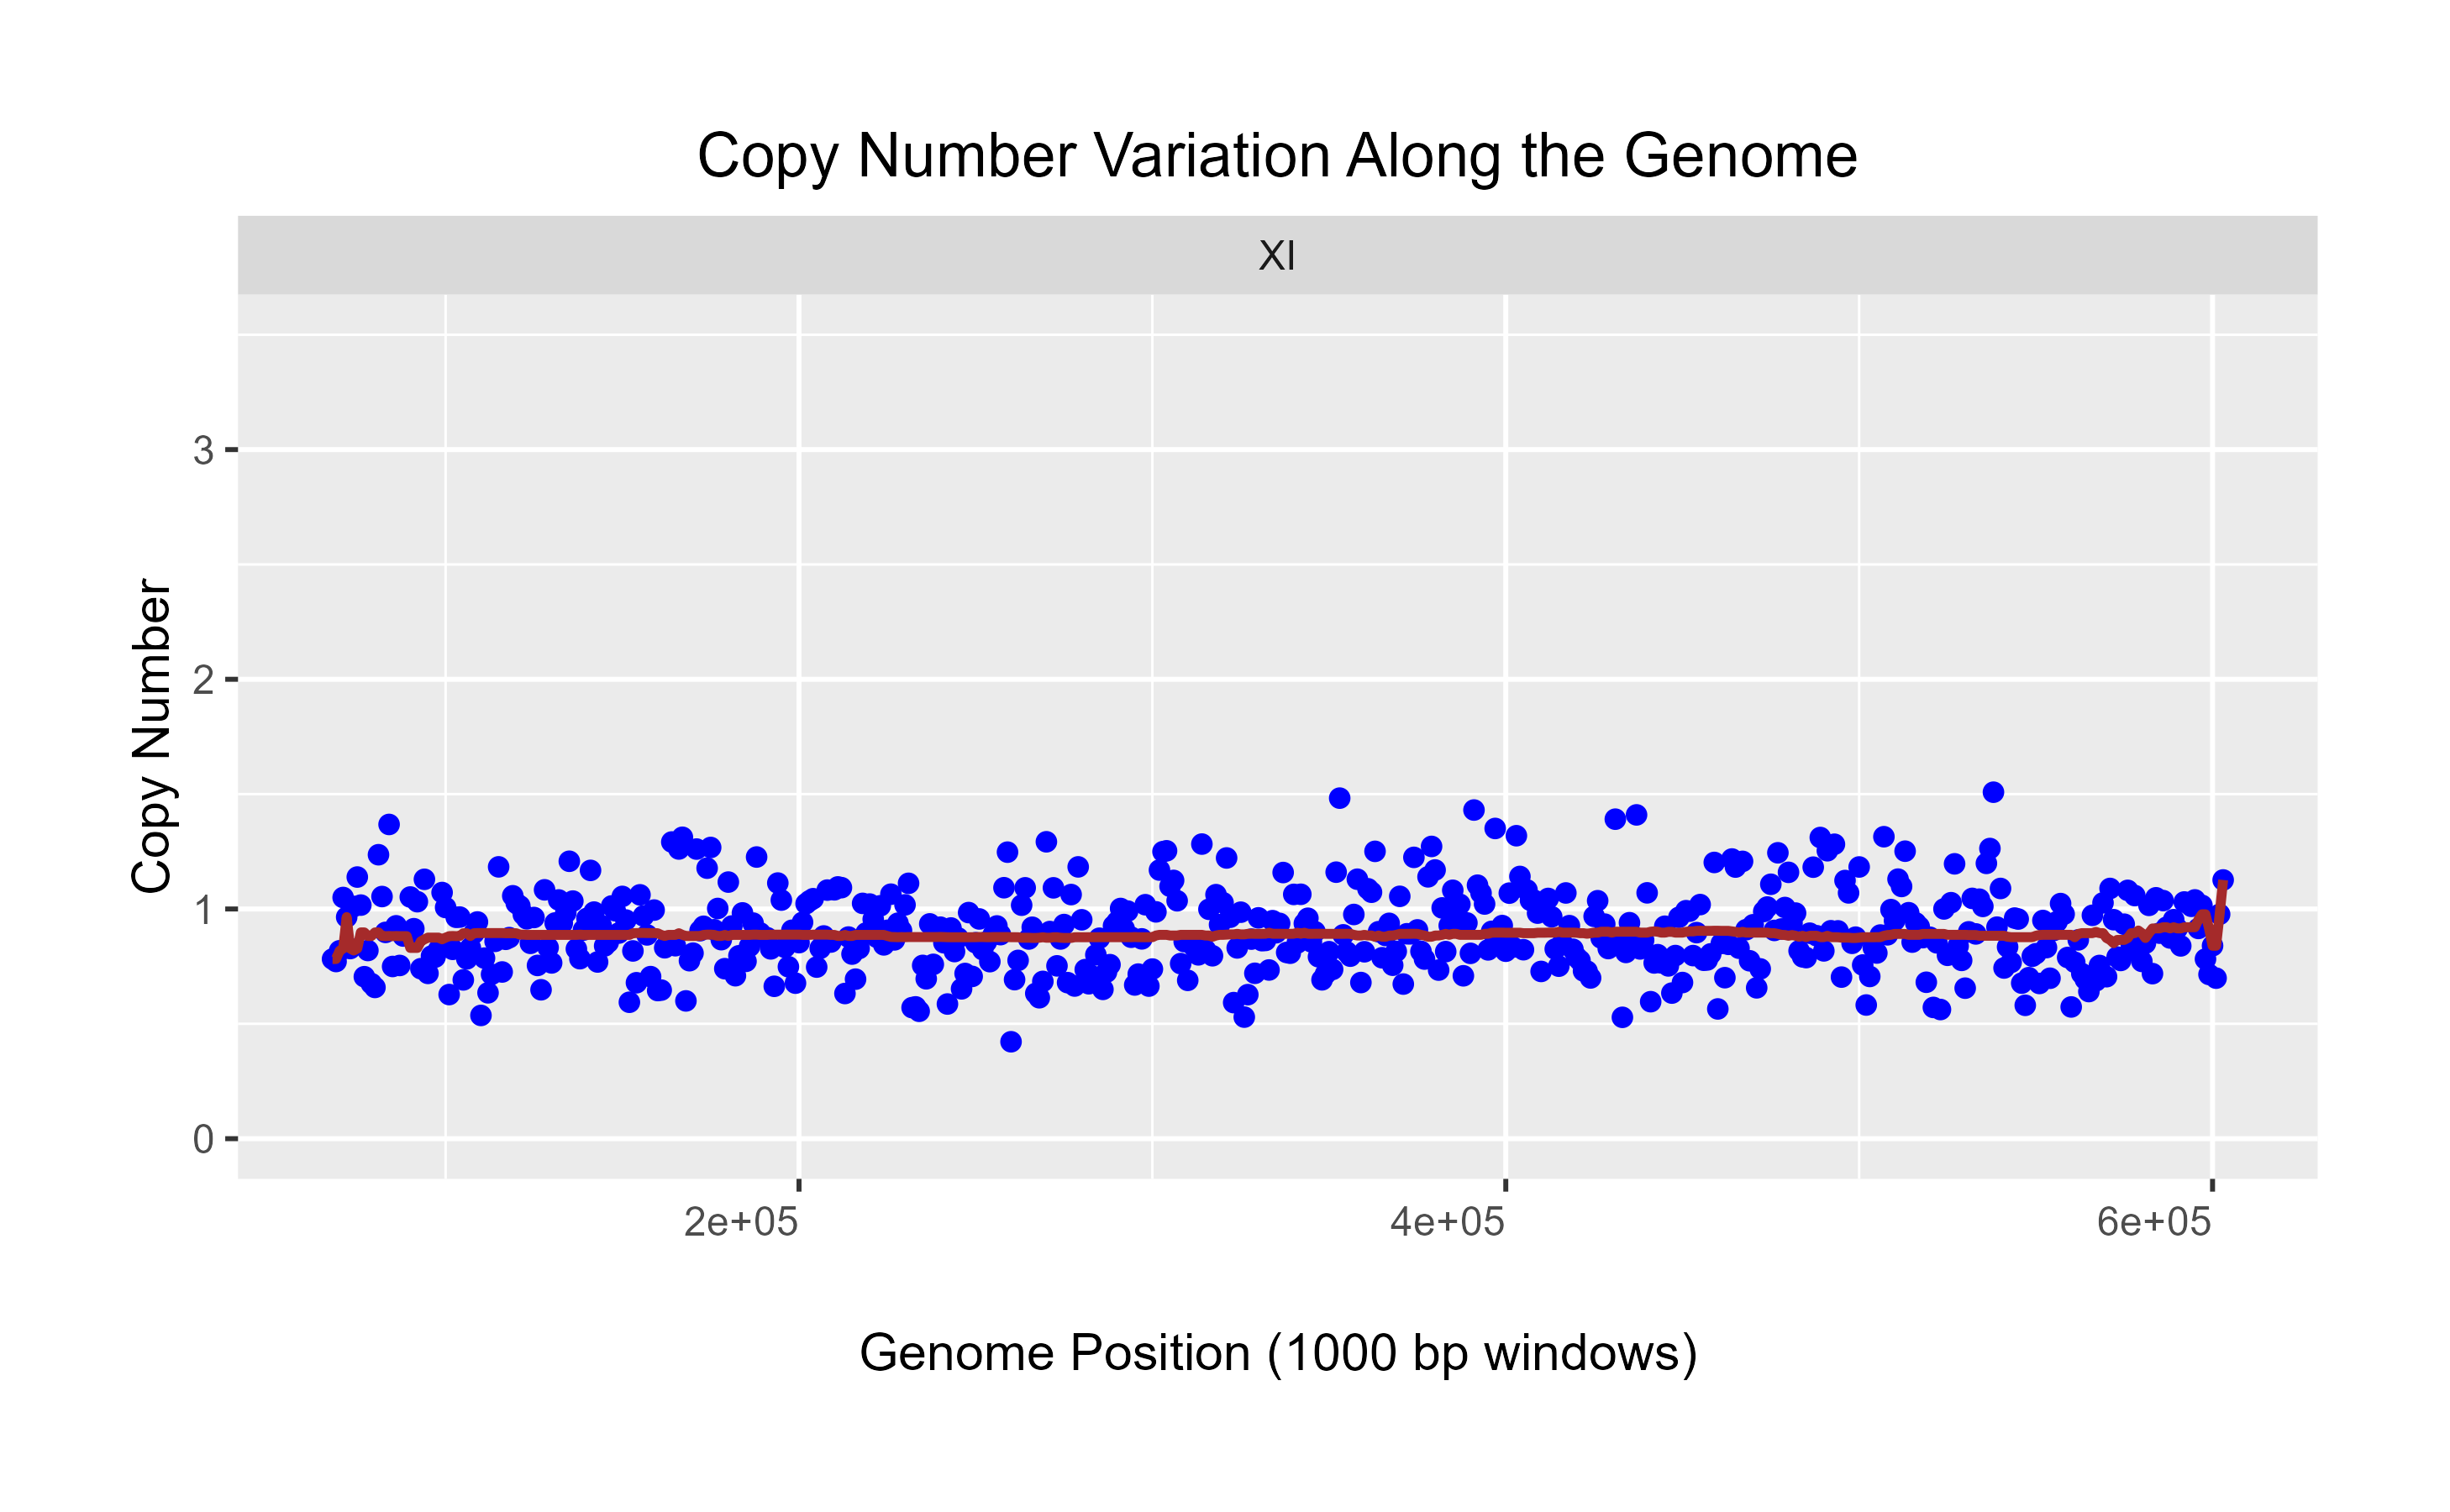 Copy Number Variation Along the Genome
XI
3
2
1
0
Copy Number
2e+05 4e+05 6e+05
Genome Position (1000 bp windows)